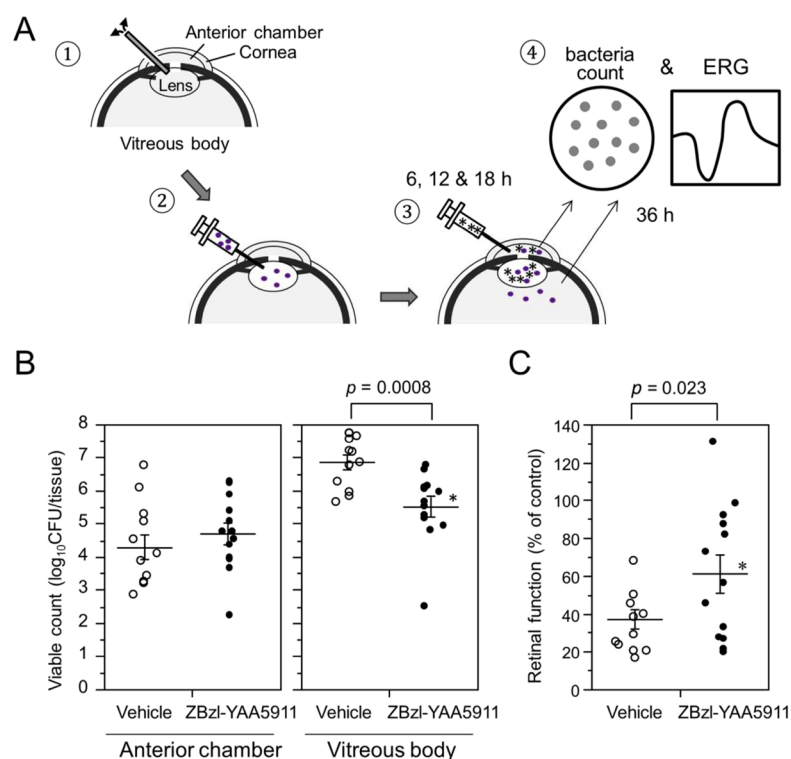 A
①
Anterior chamber
Cornea
Lens
Vitreous body
②
6, 12 & 18 h
③
④
bacteria
count
& ERG
36 h
B
p = 0.0008
Viable count (log10CFU/tissue)
8
7
6
5
4
3
2
1
0
Vehicle ZBzl-YAA5911 Vehicle ZBzl-YAA5911
Anterior chamber Vitreous body
*
C
p = 0.023
Retinal function (% of control)
140
120
100
80
60
40
20
0
*
Vehicle ZBzl-YAA5911